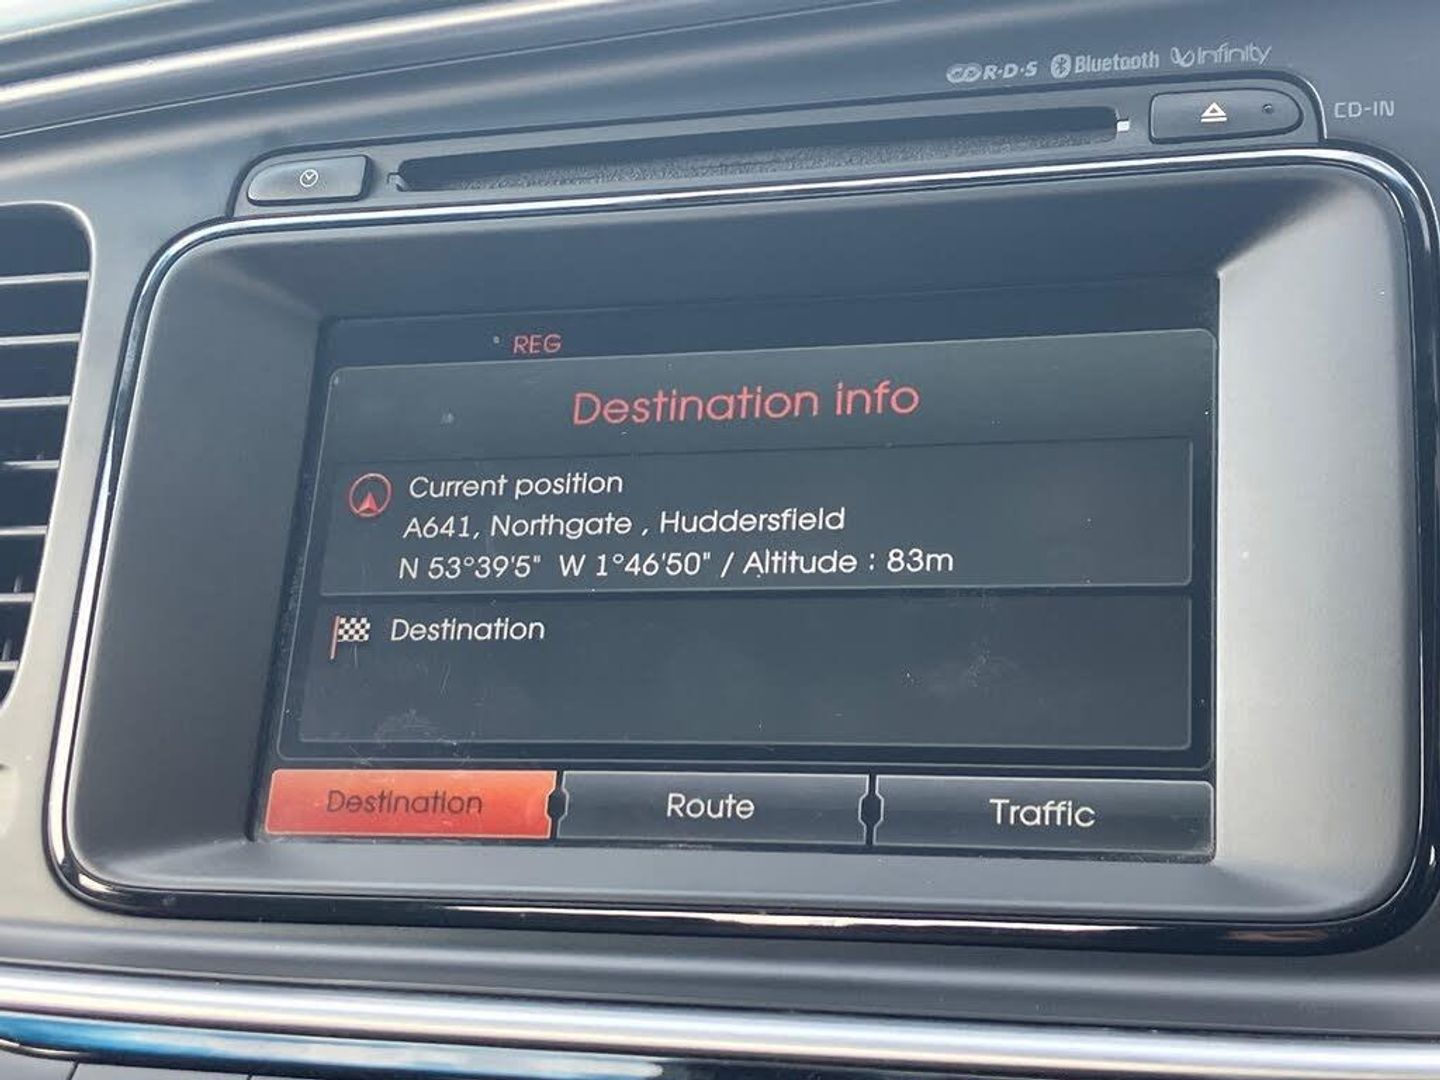 R·D·S Bluetooth Infinity
CD-IN
REG
Destination info
Current position
A641, Northgate , Huddersfield
N 53°39'5" W 1°46'50" / Altitude : 83m
Destination
Destination Route Traffic